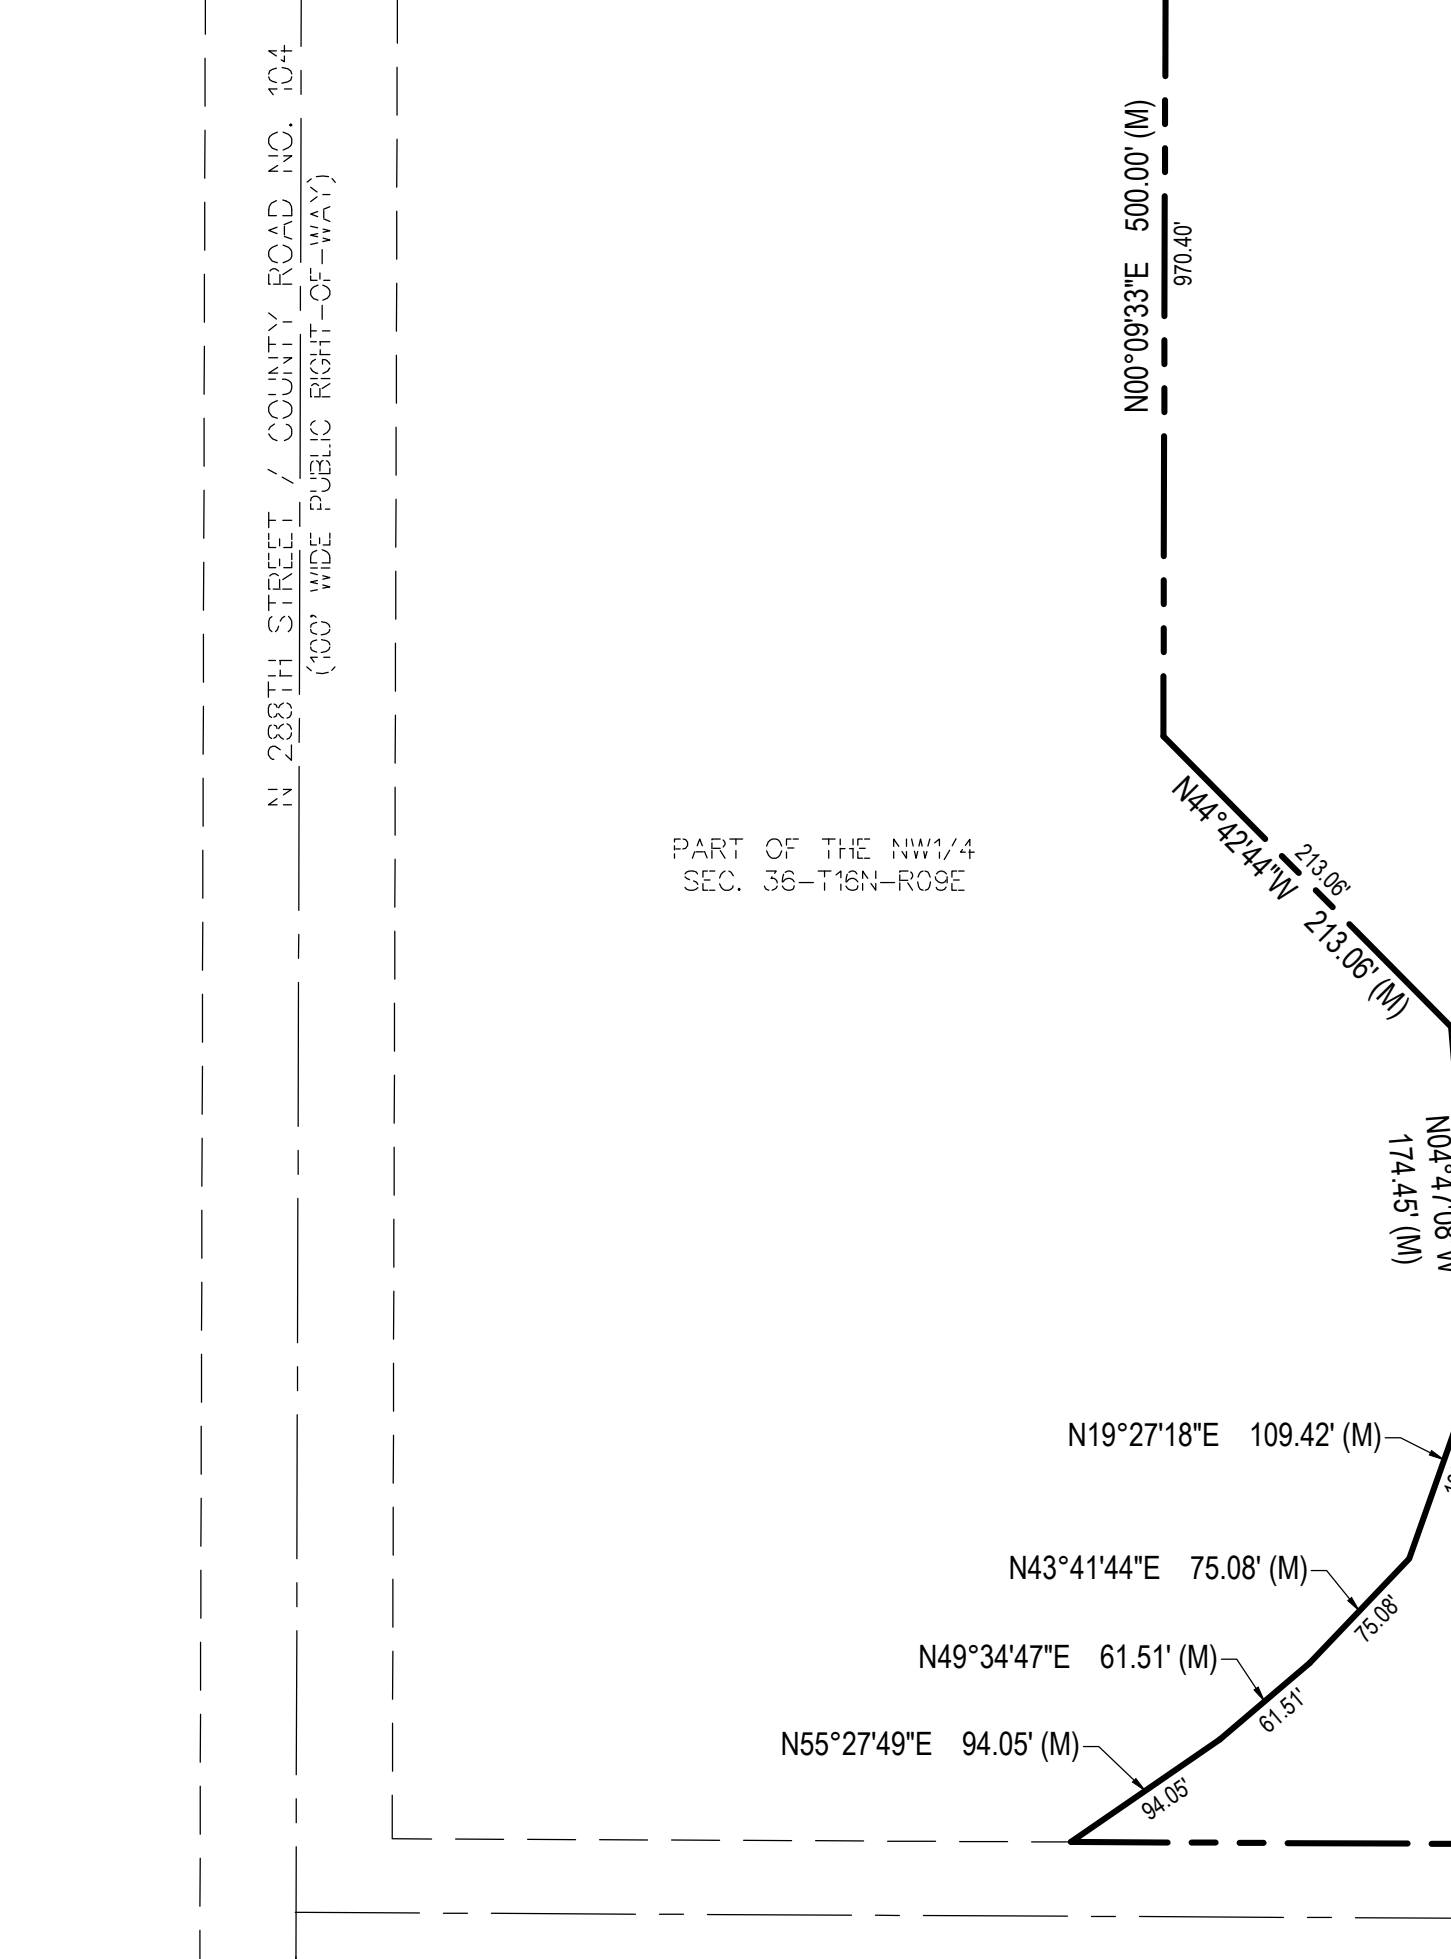 N 288TH STREET / COUNTY ROAD NO. 104
(100' WIDE PUBLIC RIGHT-OF-WAY)
N00°09'33"E 500.00' (M)
970.40'
PART OF THE NW1/4
SEC. 36-T16N-R09E
N44°42'44"W 213.06' (M)
213.06'
N04°47'08"W
174.45' (M)
N19°27'18"E 109.42' (M)
N43°41'44"E 75.08' (M)
75.08'
N49°34'47"E 61.51' (M)
61.51'
N55°27'49"E 94.05' (M)
94.05'